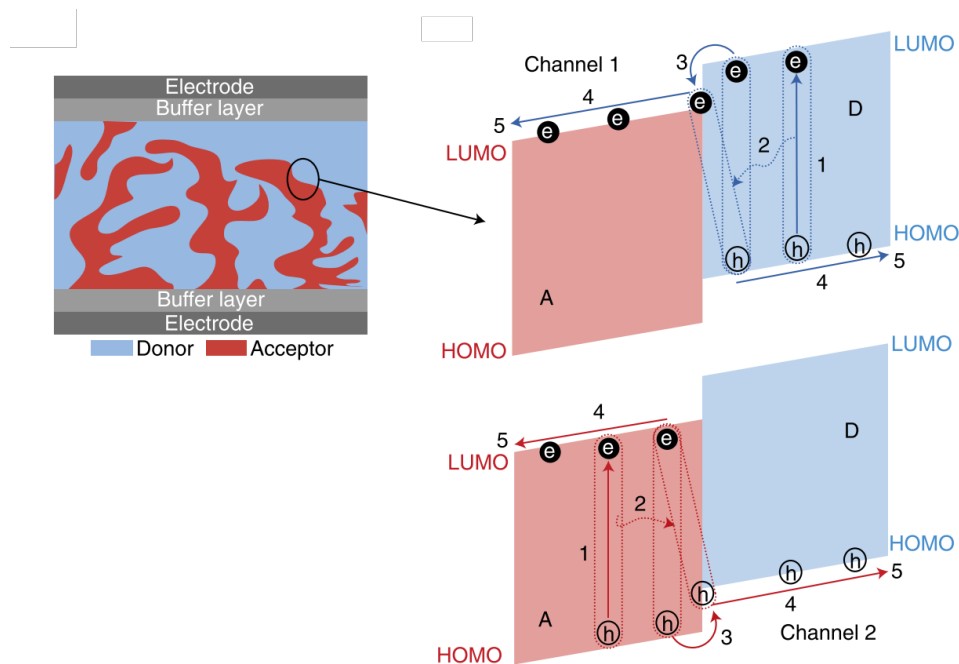 Electrode
Buffer layer
Buffer layer
Electrode
Donor Acceptor
Channel 1
LUMO
3
e
e
e
D
4
5
e
e
LUMO
2
1
HOMO
h
h
h
5
4
A
HOMO
LUMO
4
5
e
e
e
D
LUMO
2
1
HOMO
h
h
5
h
4
A
h
h
3
Channel 2
HOMO